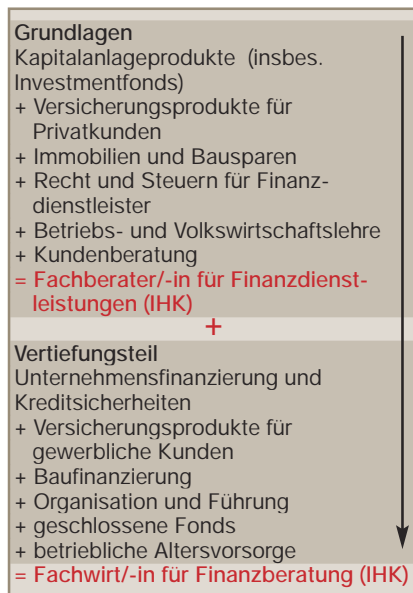 Grundlagen
Kapitalanlageprodukte (insbes.
Investmentfonds)
+ Versicherungsprodukte für
Privatkunden
+ Immobilien und Bausparen
+ Recht und Steuern für Finanz-
dienstleister
+ Betriebs- und Volkswirtschaftslehre
+ Kundenberatung
= Fachberater/-in für Finanzdienst-
leistungen (IHK)
+
Vertiefungsteil
Unternehmensfinanzierung und
Kreditsicherheiten
+ Versicherungsprodukte für
gewerbliche Kunden
+ Baufinanzierung
+ Organisation und Führung
+ geschlossene Fonds
+ betriebliche Altersvorsorge
= Fachwirt/-in für Finanzberatung (IHK)